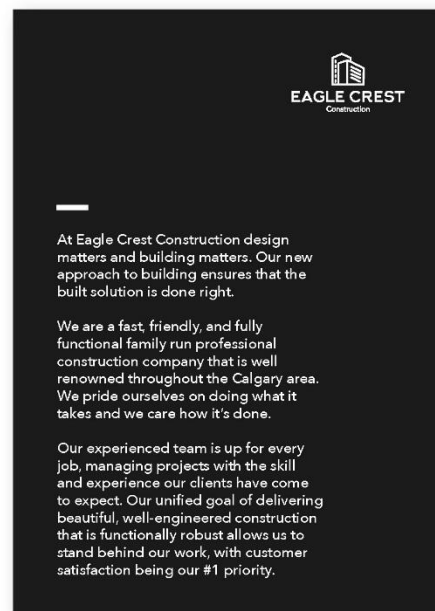 EAGLE CREST
Construction
At Eagle Crest Construction design
matters and building matters. Our new
approach to building ensures that the
built solution is done right.
We are a fast, friendly, and fully
functional family run professional
construction company that is well
renowned throughout the Calgary area.
We pride ourselves on doing what it
takes and we care how it's done.
Our experienced team is up for every
job, managing projects with the skill
and experience our clients have come
to expect. Our unified goal of delivering
beautiful, well-engineered construction
that is functionally robust allows us to
stand behind our work, with customer
satisfaction being our #1 priority.